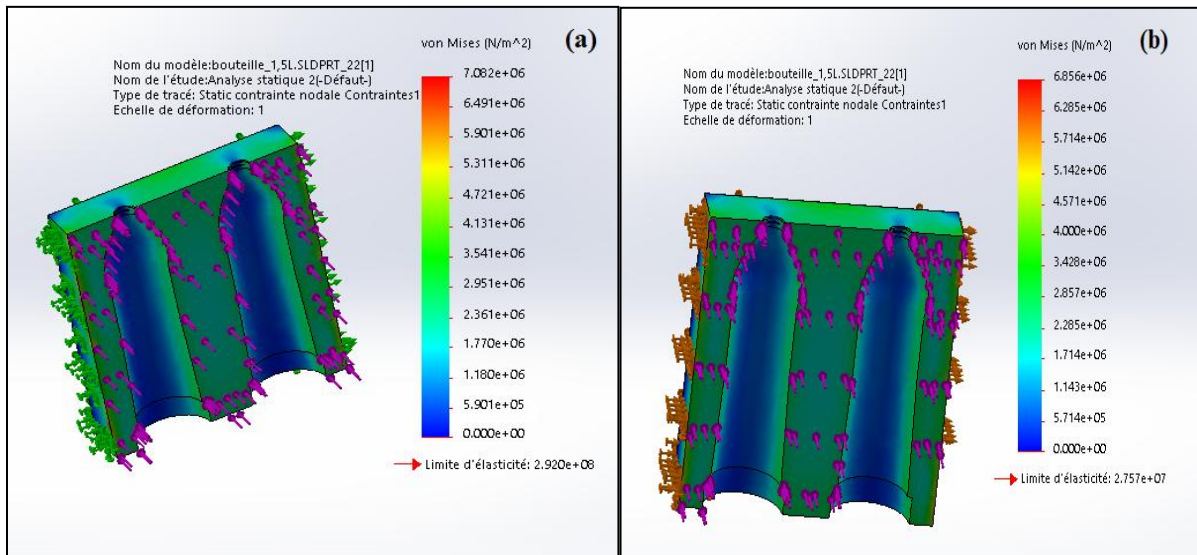 von Mises (N/m^2)
(a)
Nom du modèle:bouteille_1,5L.SLDPRT_22[1]
Nom de l'étude:Analyse statique 2(-Défaut-)
Type de tracé: Static contrainte nodale Contraintes1
Echelle de déformation: 1
7.082e+06
6.491e+06
5.901e+06
5.311e+06
4.721e+06
4.131e+06
3.541e+06
2.951e+06
2.361e+06
1.770e+06
1.180e+06
5.901e+05
0.000e+00
Limite d'élasticité: 2.920e+08
von Mises (N/m^2)
(b)
Nom du modèle:bouteille_1,5L.SLDPRT_22[1]
Nom de l'étude:Analyse statique 2(-Défaut-)
Type de tracé: Static contrainte nodale Contraintes1
Echelle de déformation: 1
6.856e+06
6.285e+06
5.714e+06
5.142e+06
4.571e+06
4.000e+06
3.428e+06
2.857e+06
2.285e+06
1.714e+06
1.143e+06
5.714e+05
0.000e+00
Limite d'élasticité: 2.757e+07